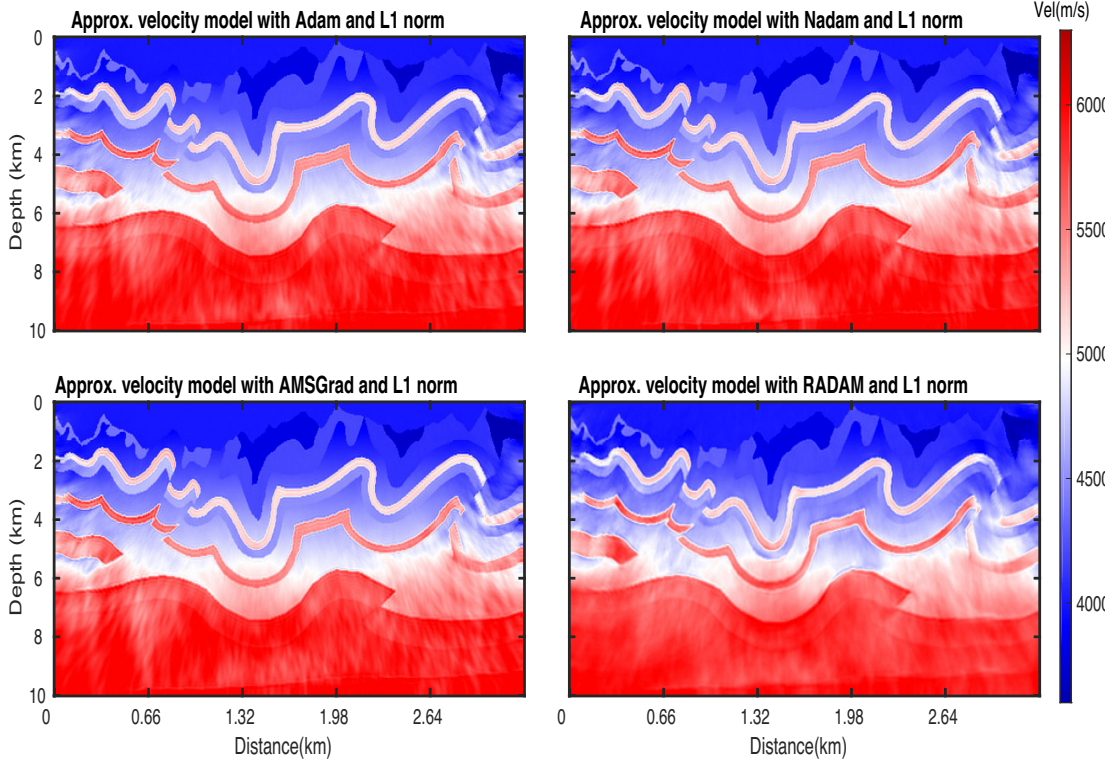 Approx. velocity model with Adam and L1 norm
Approx. velocity model with Nadam and L1 norm
Vel(m/s)
0
2
4
6
8
10
Depth (km)
6000
5500
5000
4500
4000
Approx. velocity model with AMSGrad and L1 norm
Approx. velocity model with RADAM and L1 norm
0
2
4
6
8
10
Depth (km)
0 0.66 1.32 1.98 2.64
0 0.66 1.32 1.98 2.64
Distance(km)
Distance(km)